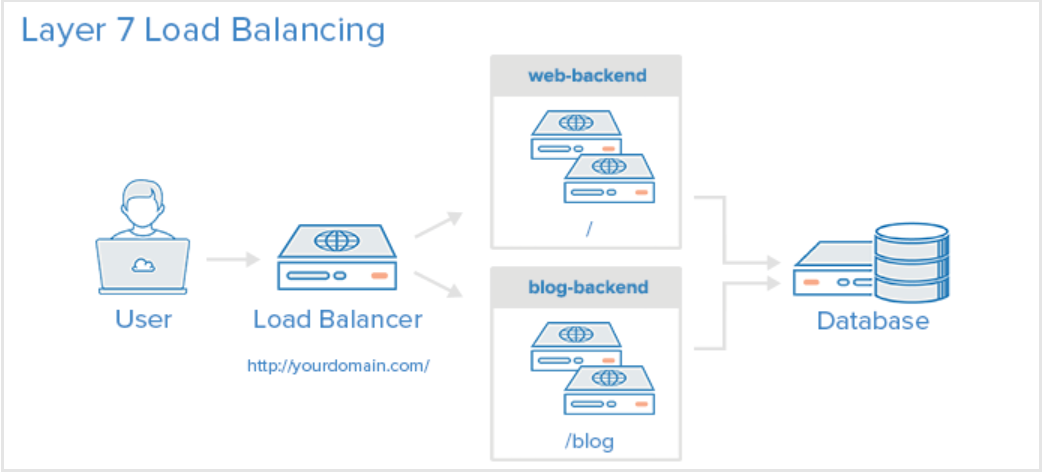 Layer 7 Load Balancing
web-backend
/
User
Load Balancer
http://yourdomain.com/
blog-backend
/blog
Database